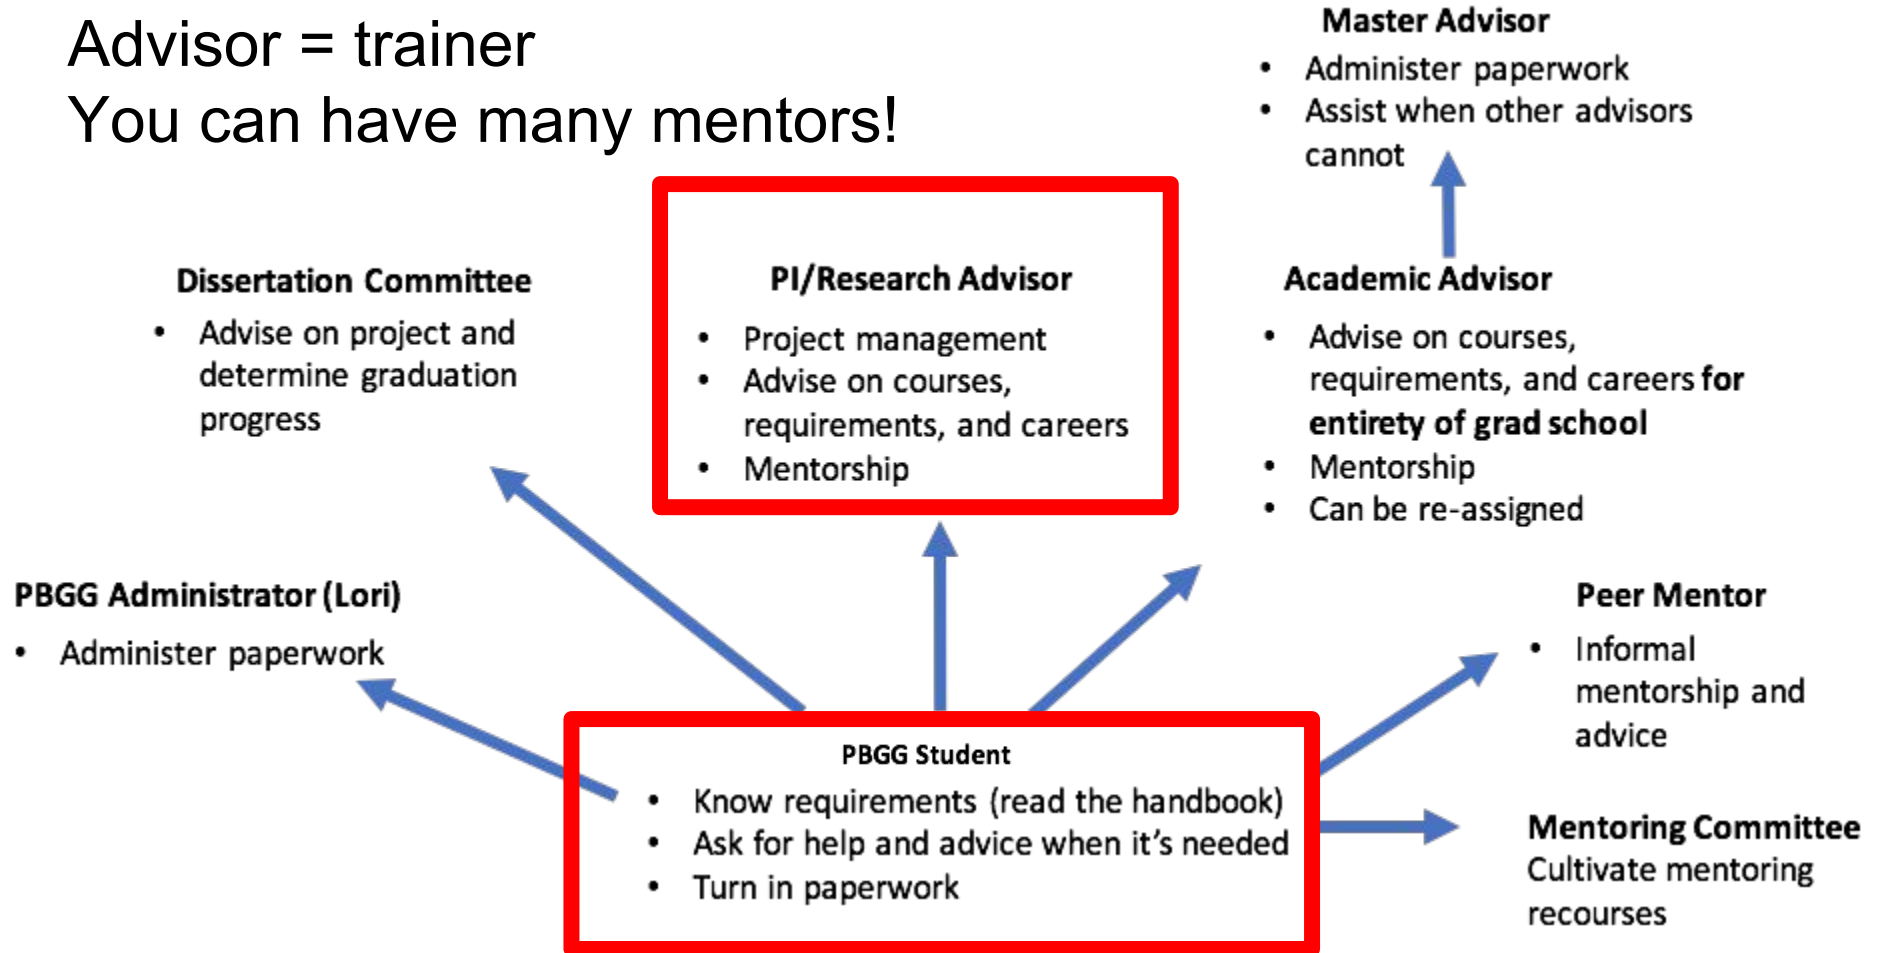 Advisor = trainer
You can have many mentors!
Master Advisor
• Administer paperwork
• Assist when other advisors
cannot
Dissertation Committee
• Advise on project and
determine graduation
progress
PI/Research Advisor
• Project management
• Advise on courses,
requirements, and careers
• Mentorship
Academic Advisor
• Advise on courses,
requirements, and careers for
entirety of grad school
• Mentorship
• Can be re-assigned
PBGG Administrator (Lori)
• Administer paperwork
Peer Mentor
• Informal
mentorship and
advice
PBGG Student
• Know requirements (read the handbook)
• Ask for help and advice when it's needed
• Turn in paperwork
Mentoring Committee
Cultivate mentoring
recourses